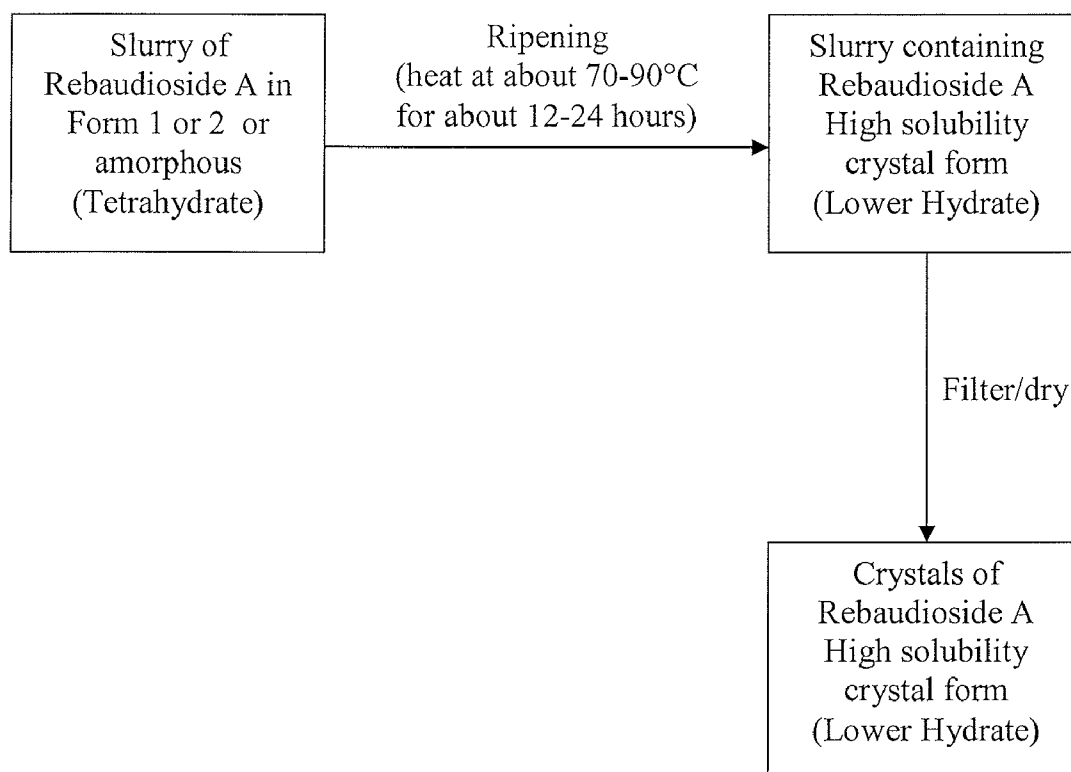 Slurry of
Rebaudioside A in
Form 1 or 2 or
amorphous
(Tetrahydrate)
Ripening
(heat at about 70-90°C
for about 12-24 hours)
Slurry containing
Rebaudioside A
High solubility
crystal form
(Lower Hydrate)
Filter/dry
Crystals of
Rebaudioside A
High solubility
crystal form
(Lower Hydrate)